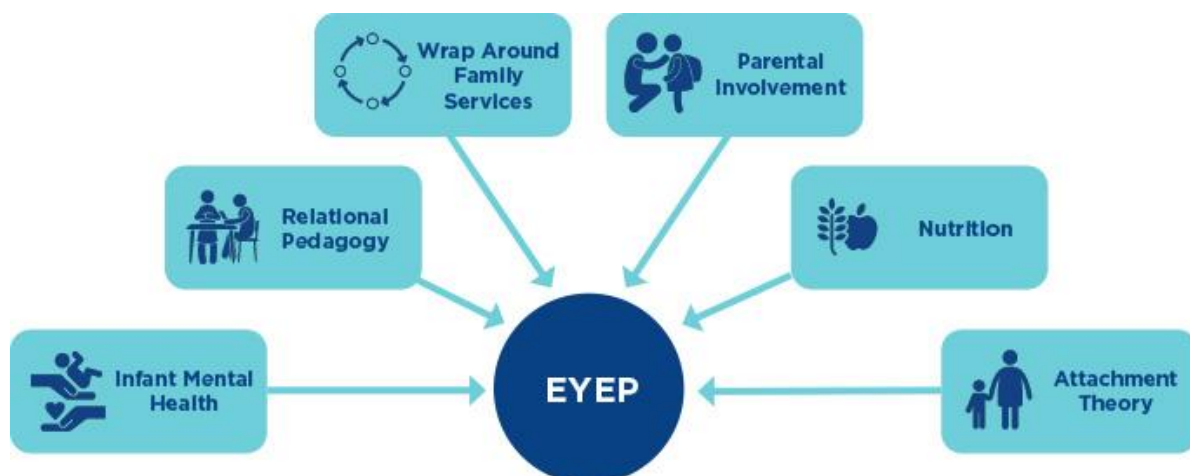 Wrap Around
Family
Services
Parental
Involvement
Relational
Pedagogy
Nutrition
Infant Mental
Health
EYEP
Attachment
Theory